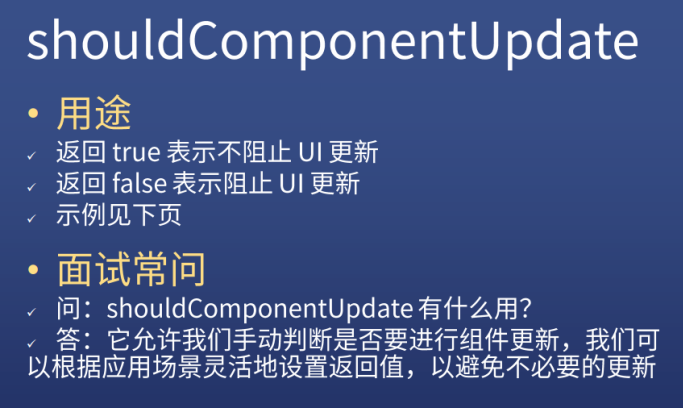 shouldComponentUpdate
• 用途
✓ 返回 true 表示不阻止 UI 更新
✓ 返回 false 表示阻止 UI 更新
✓ 示例见下页
• 面试常问
✓ 问：shouldComponentUpdate 有什么用？
✓ 答：它允许我们手动判断是否要进行组件更新，我们可
以根据应用场景灵活地设置返回值，以避免不必要的更新